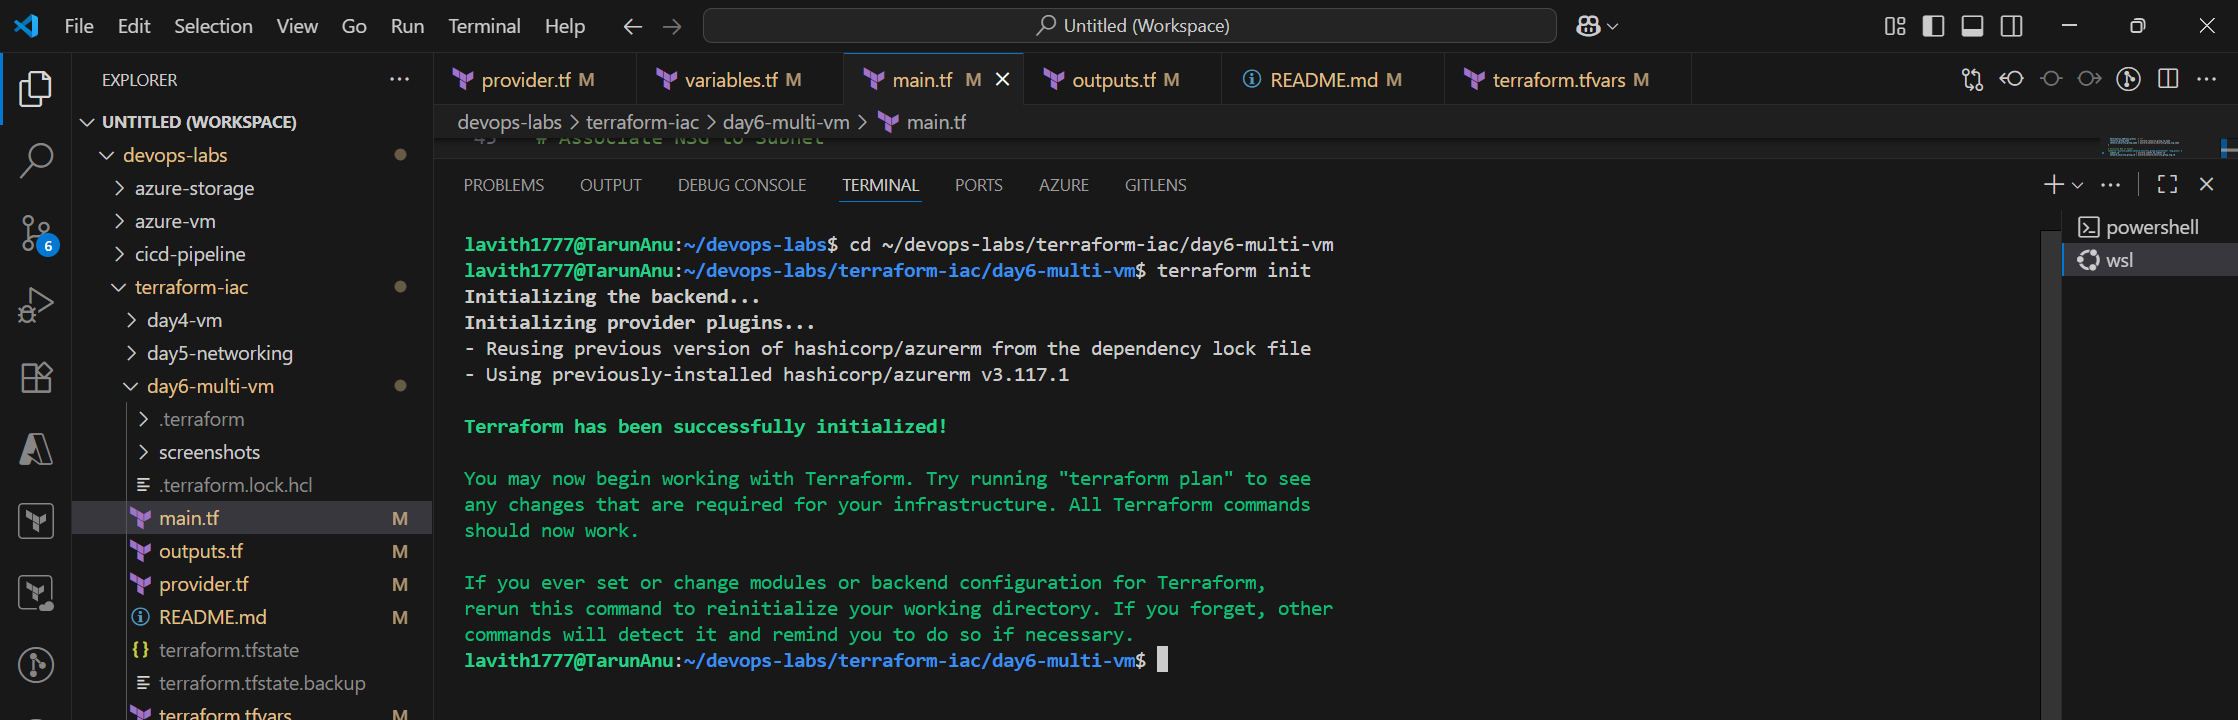 File Edit Selection View Go Run Terminal Help
Untitled (Workspace)
EXPLORER
UNTITLED (WORKSPACE)
devops-labs
azure-storage
azure-vm
cicd-pipeline
terraform-iac
day4-vm
day5-networking
day6-multi-vm
.terraform
screenshots
.terraform.lock.hcl
main.tf M
outputs.tf M
provider.tf M
README.md M
terraform.tfstate
terraform.tfstate.backup
terraform.tfvars M
6
provider.tf M variables.tf M main.tf M outputs.tf M README.md M terraform.tfvars M
devops-labs > terraform-iac > day6-multi-vm > main.tf
# Associate NSG to Subnet
PROBLEMS OUTPUT DEBUG CONSOLE TERMINAL PORTS AZURE GITLENS
lavith1777@TarunAnu:~/devops-labs$ cd ~/devops-labs/terraform-iac/day6-multi-vm
lavith1777@TarunAnu:~/devops-labs/terraform-iac/day6-multi-vm$ terraform init
Initializing the backend...
Initializing provider plugins...
- Reusing previous version of hashicorp/azurerm from the dependency lock file
- Using previously-installed hashicorp/azurerm v3.117.1
Terraform has been successfully initialized!
You may now begin working with Terraform. Try running "terraform plan" to see
any changes that are required for your infrastructure. All Terraform commands
should now work.
If you ever set or change modules or backend configuration for Terraform,
rerun this command to reinitialize your working directory. If you forget, other
commands will detect it and remind you to do so if necessary.
lavith1777@TarunAnu:~/devops-labs/terraform-iac/day6-multi-vm$
powershell
wsl